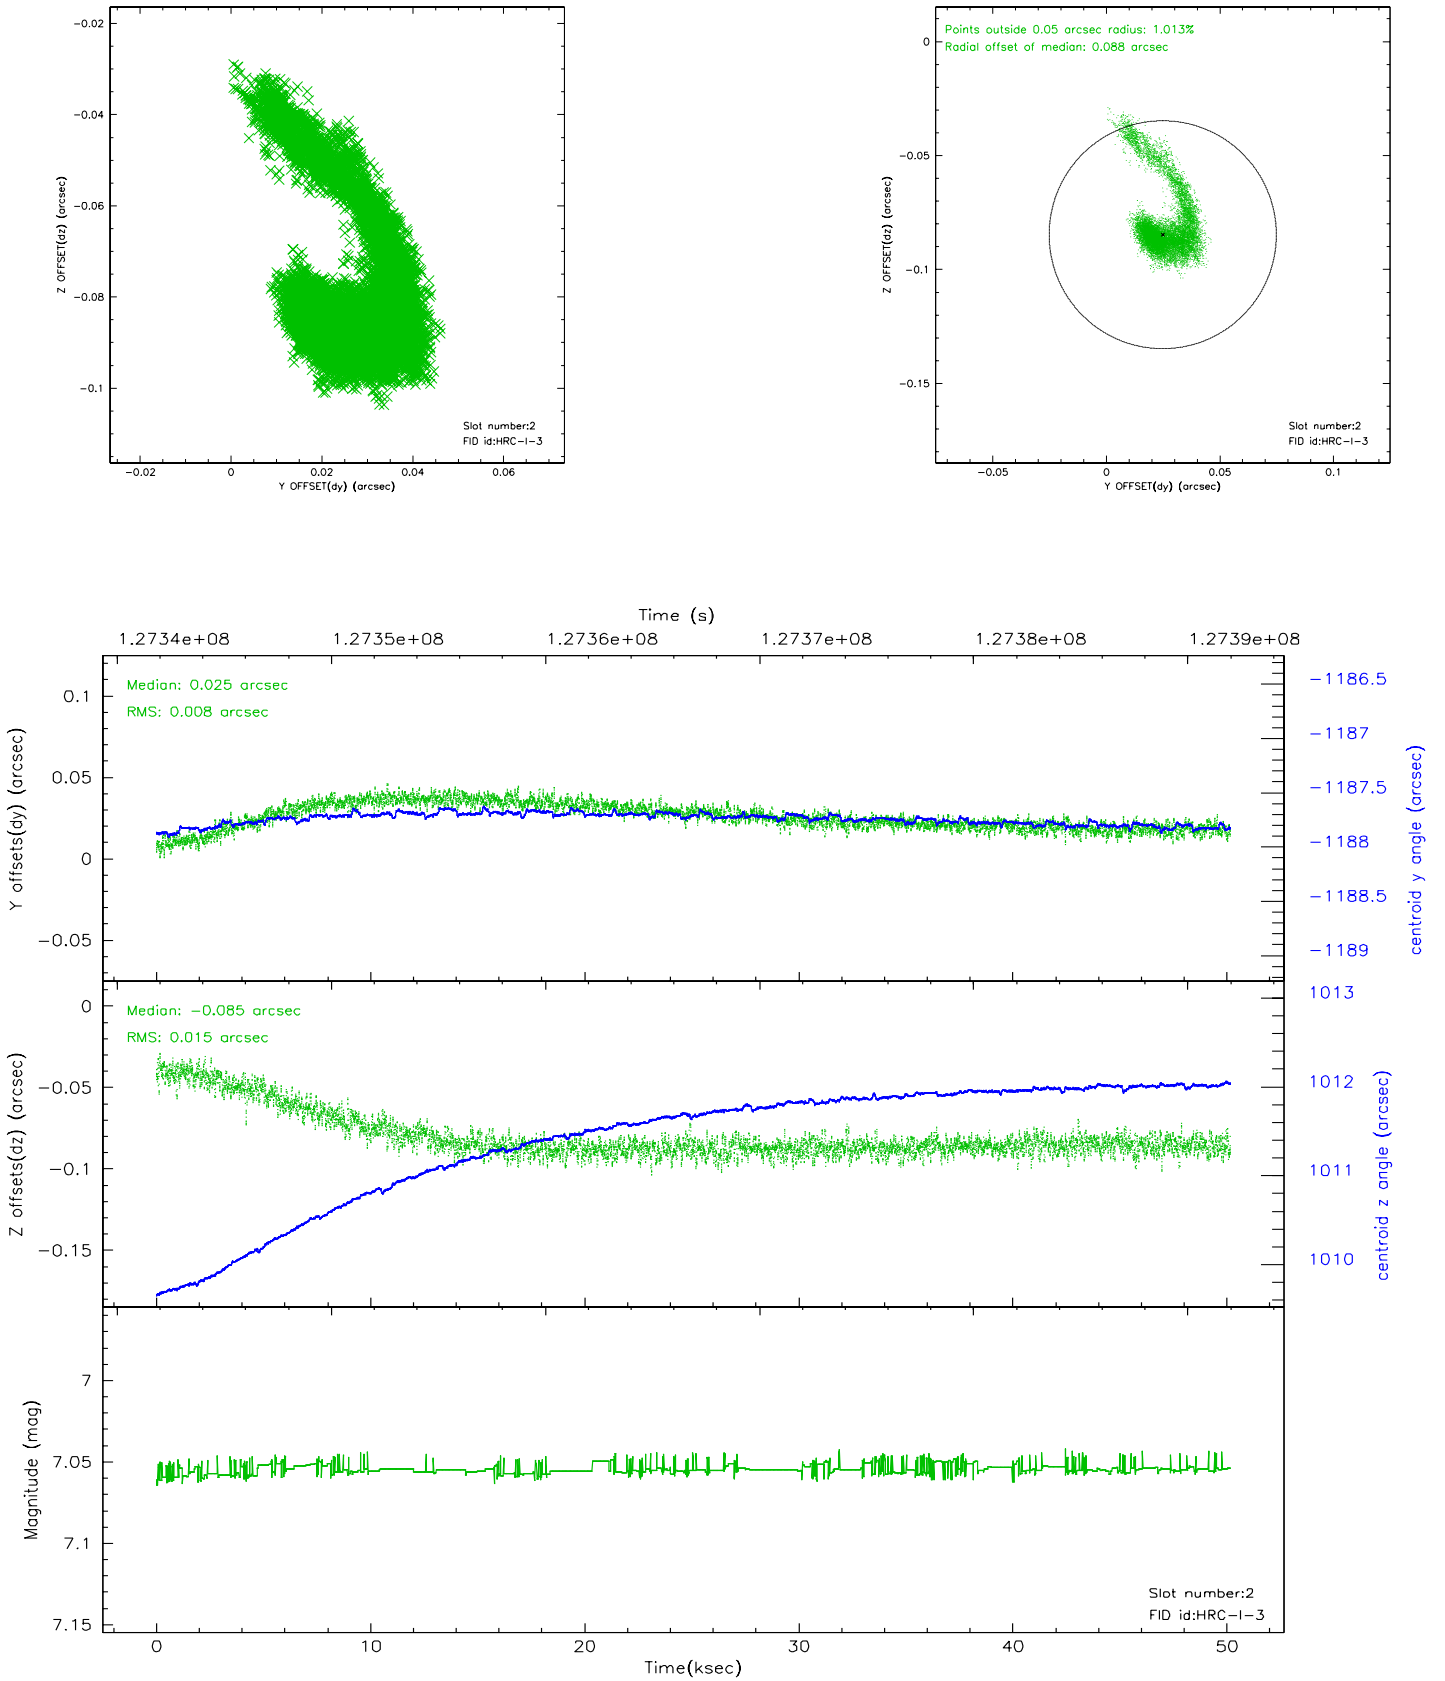 −0.02
−0.04
−0.06
−0.08
−0.1
Z OFFSET(dz) (arcsec)
Slot number:2
FID id:HRC−I−3
−0.02 0 0.02 0.04 0.06
Y OFFSET(dy) (arcsec)
Points outside 0.05 arcsec radius: 1.013%
Radial offset of median: 0.088 arcsec
0
−0.05
−0.1
−0.15
Z OFFSET(dz) (arcsec)
Slot number:2
FID id:HRC−I−3
−0.05 0 0.05 0.1
Y OFFSET(dy) (arcsec)
Time (s)
1.2734e+08 1.2735e+08 1.2736e+08 1.2737e+08 1.2738e+08 1.2739e+08
Median: 0.025 arcsec
RMS: 0.008 arcsec
0.1
0.05
0
−0.05
Y offsets(dy) (arcsec)
−1186.5
−1187
−1187.5
−1188
−1188.5
−1189
centroid y angle (arcsec)
Median: −0.085 arcsec
RMS: 0.015 arcsec
0
−0.05
−0.1
−0.15
Z offsets(dz) (arcsec)
1013
1012
1011
1010
centroid z angle (arcsec)
7
7.05
7.1
7.15
Magnitude (mag)
Slot number:2
FID id:HRC−I−3
0 10 20 30 40 50
Time(ksec)